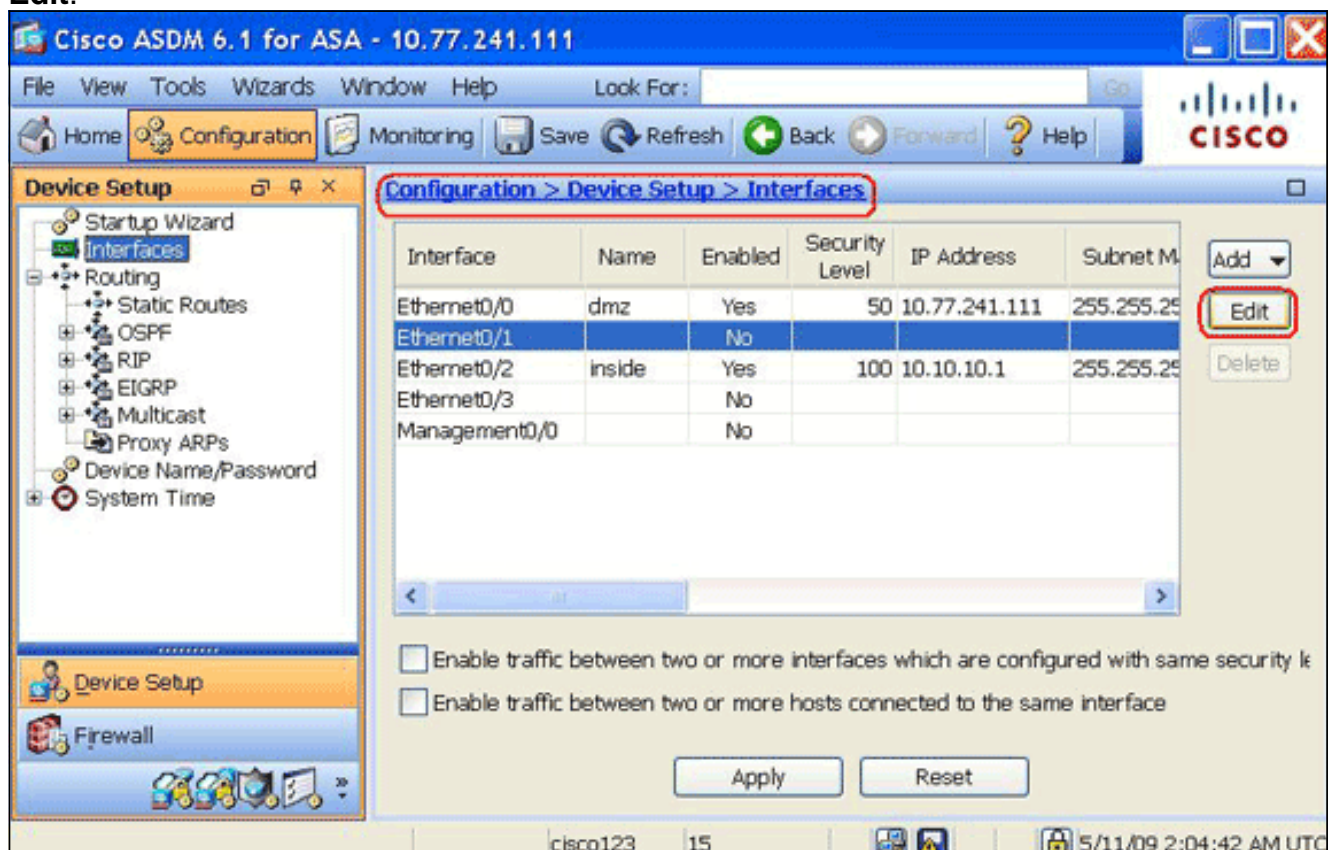 Edit.
Cisco ASDM 6.1 for ASA - 10.77.241.111
File View Tools Wizards Window Help Look For: Go
Home Configuration Monitoring Save Refresh Back Forward Help
CISCO
Device Setup
Startup Wizard
Interfaces
Routing
Static Routes
OSPF
RIP
EIGRP
Multicast
Proxy ARPs
Device Name/Password
System Time
Device Setup
Firewall
Configuration > Device Setup > Interfaces
Interface Name Enabled Security Level IP Address Subnet M
Ethernet0/0 dmz Yes 50 10.77.241.111 255.255.25
Ethernet0/1 No
Ethernet0/2 inside Yes 100 10.10.10.1 255.255.25
Ethernet0/3 No
Management0/0 No
Add
Edit
Delete
Enable traffic between two or more interfaces which are configured with same security le
Enable traffic between two or more hosts connected to the same interface
Apply Reset
cisco123 15 5/11/09 2:04:42 AM UTC